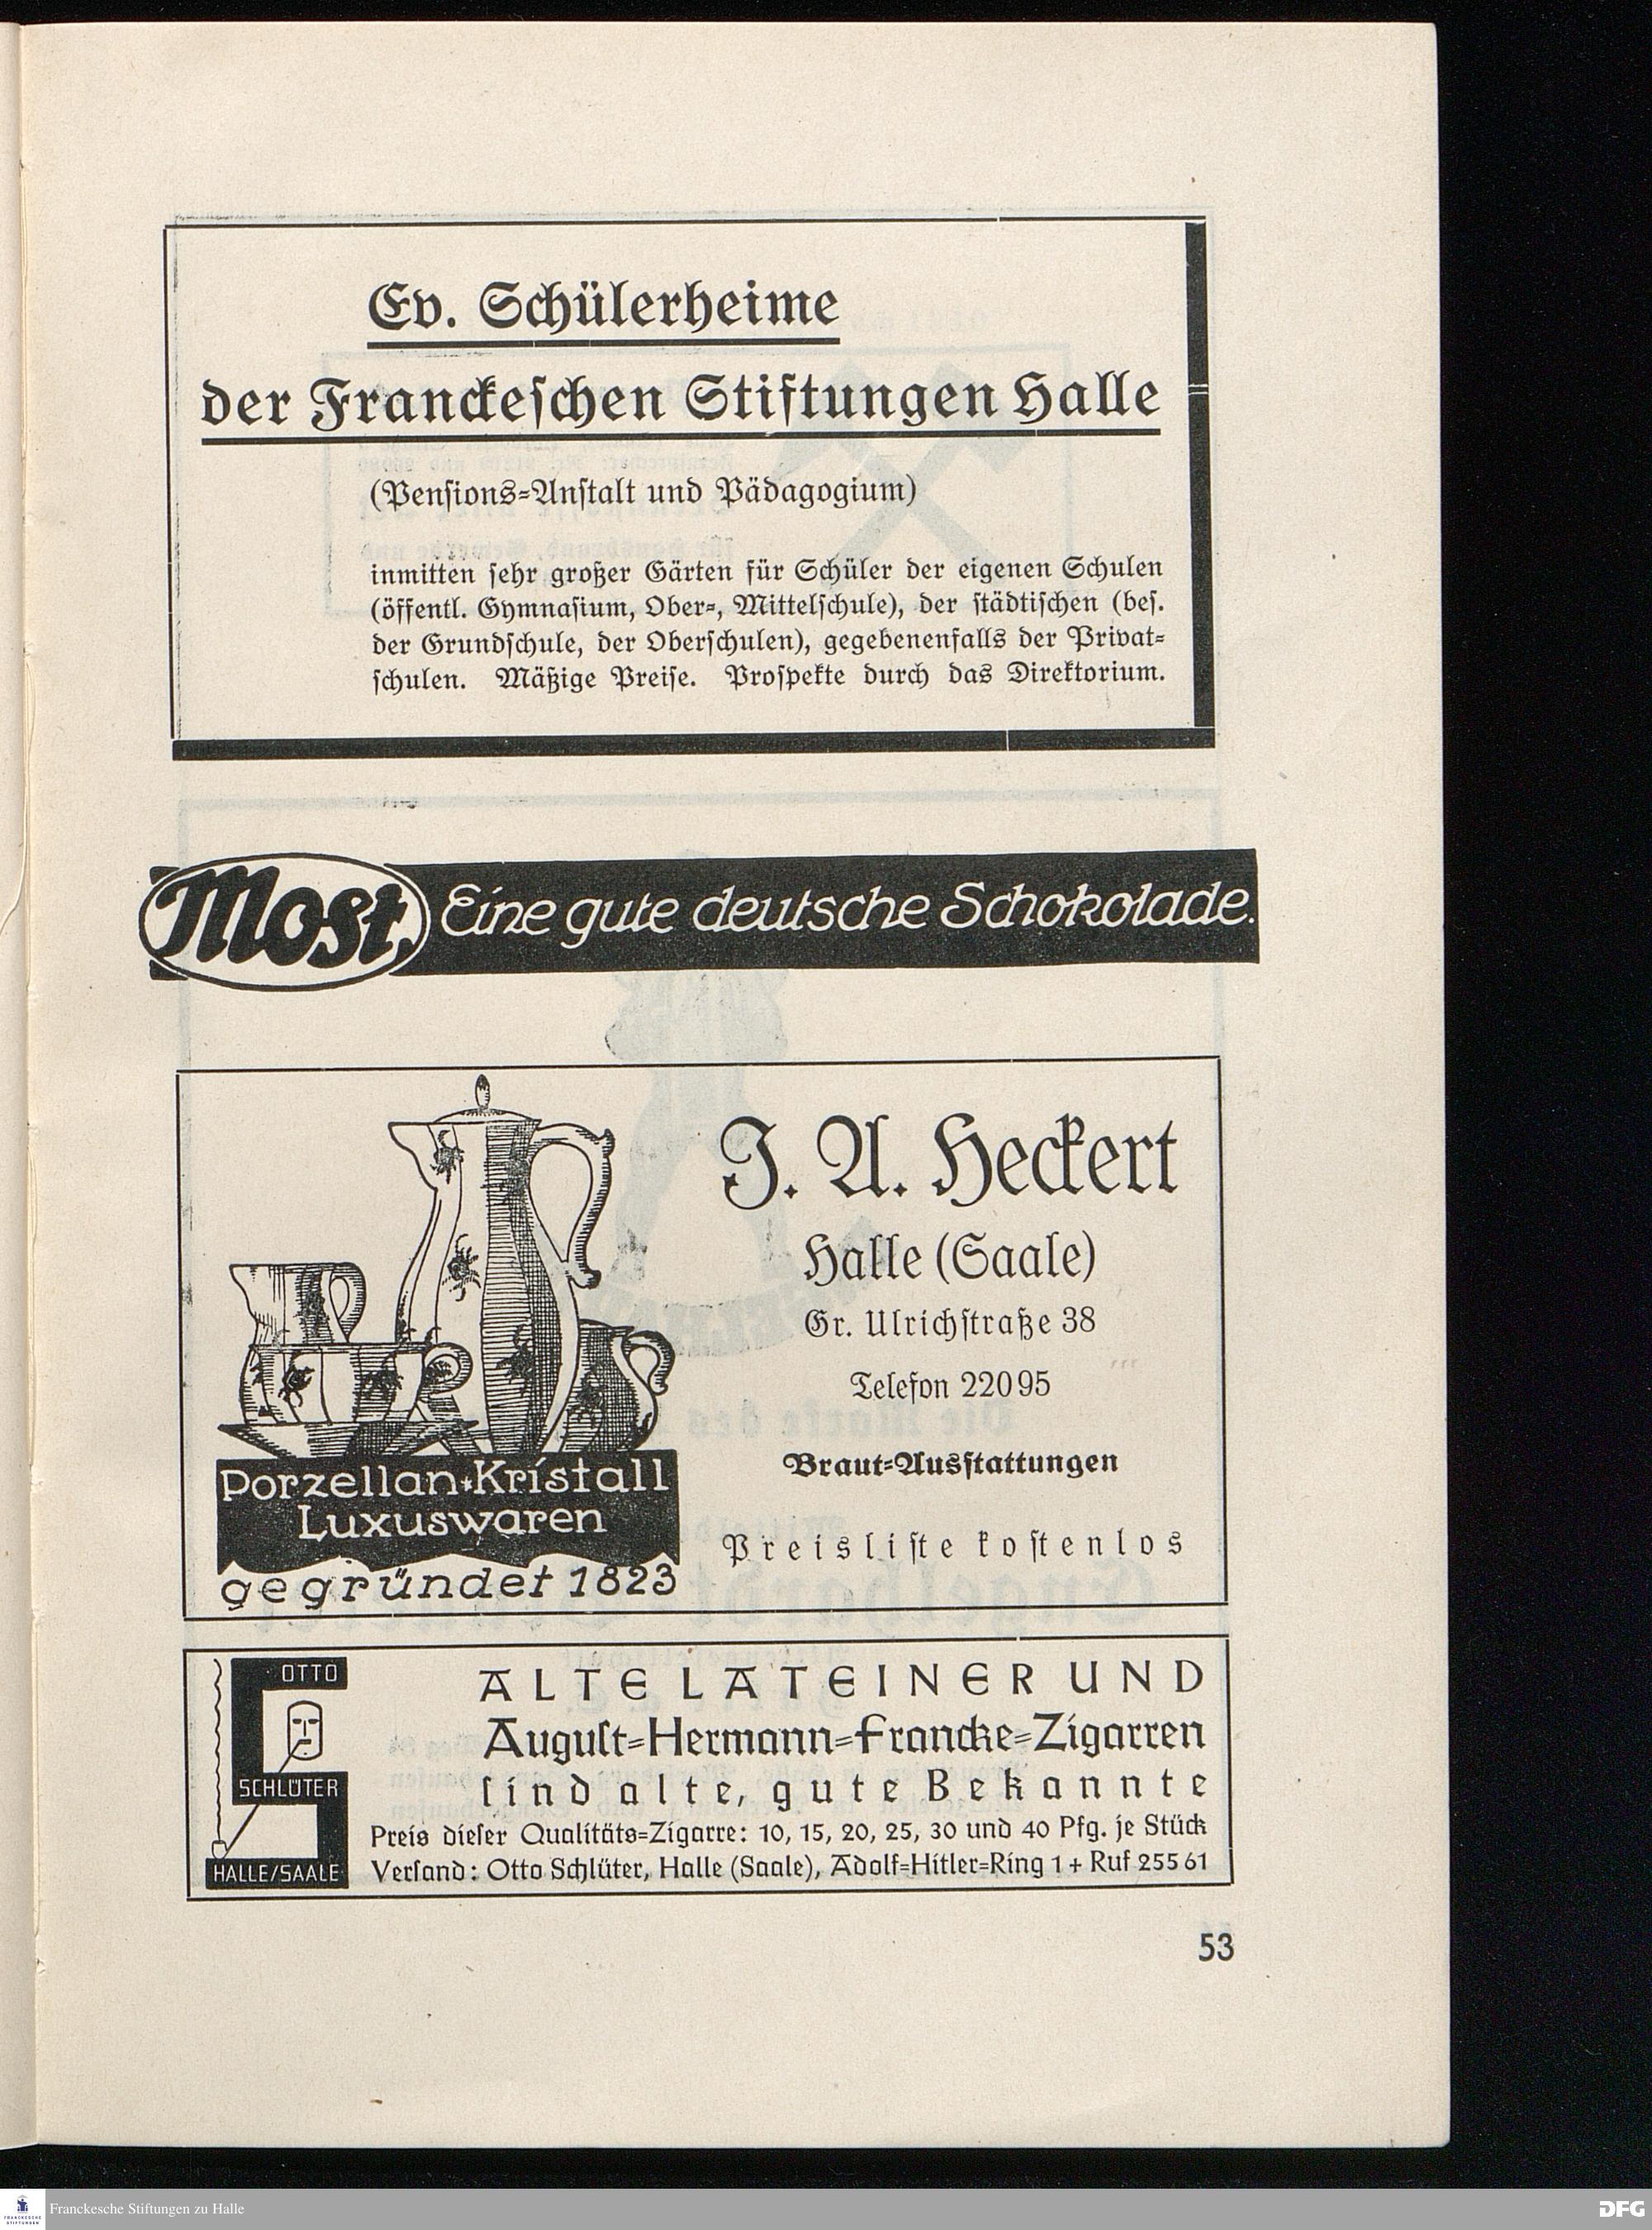 Ev. Schülerheime
der Franckeschen Stiftungen Halle
(Pensions-Anstalt und Pädagogium)
inmitten sehr großer Gärten für Schüler der eigenen Schulen
(öffentl. Gymnasium, Ober-, Mittelschule), der städtischen (bes.
der Grundschule, der Oberschulen), gegebenenfalls der Privat-
schulen. Mäßige Preise. Prospekte durch das Direktorium.
Most. Eine gute deutsche Schokolade.
J. A. Heckert
Halle (Saale)
Gr. Ulrichstraße 38
Telefon 22095
Braut-Ausstattungen
Preisliste kostenlos
Porzellan*Kristall
Luxuswaren
gegründet 1823
OTTO
SCHLÜTER
HALLE/SAALE
ALTE LATEINER UND
August-Hermann-Francke-Zigarren
sind alte, gute Bekannte
Preis dieser Qualitäts-Zigarre: 10, 15, 20, 25, 30 und 40 Pfg. je Stück
Versand: Otto Schlüter, Halle (Saale), Adolf-Hitler-Ring 1 + Ruf 25561
53
Franckesche Stiftungen zu Halle
DFG